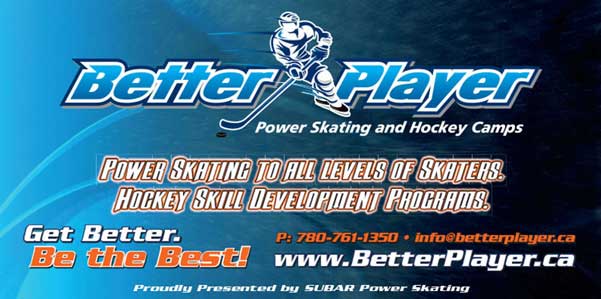 Better Player
Power Skating and Hockey Camps
Power Skating to all levels of Skaters.
Hockey Skill Development Programs.
Get Better.
Be the Best!
P: 780-761-1350 • info@betterplayer.ca
www.BetterPlayer.ca
Proudly Presented by SUBAR Power Skating